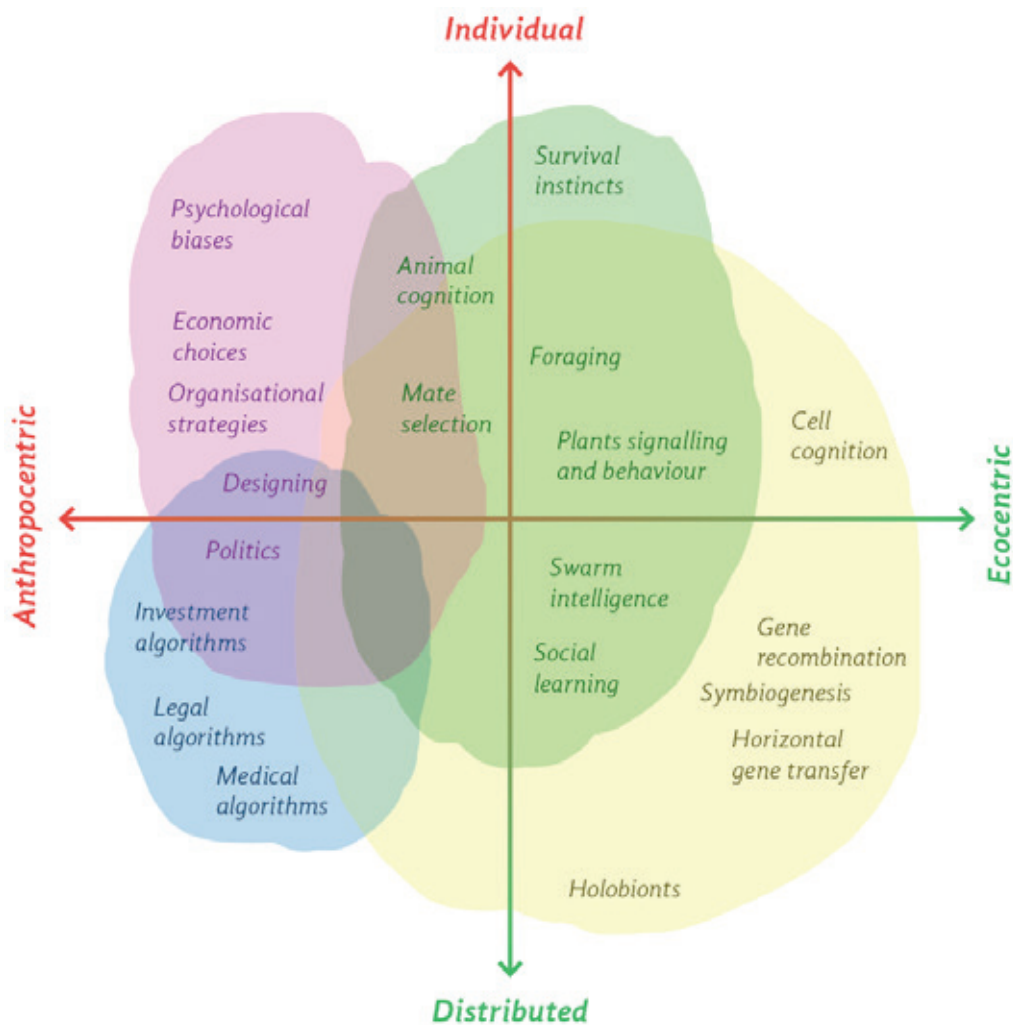 Individual
Survival
instincts
Psychological
biases
Animal
cognition
Economic
choices
Foraging
Organisational
strategies
Mate
selection
Cell
cognition
Plants signalling
and behaviour
Designing
Anthropocentric
Ecocentric
Politics
Swarm
intelligence
Investment
algorithms
Gene
recombination
Social
learning
Symbiogenesis
Legal
algorithms
Horizontal
gene transfer
Medical
algorithms
Holobionts
Distributed